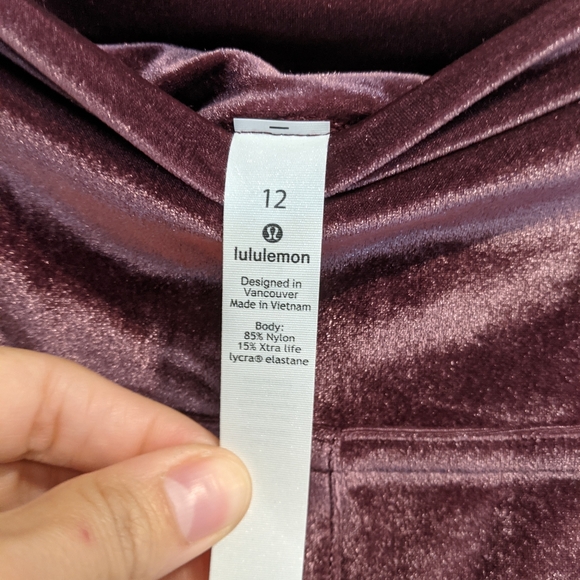 12
lululemon
Designed in
Vancouver
Made in Vietnam
Body:
85% Nylon
15% Xtra life
lycra® elastane